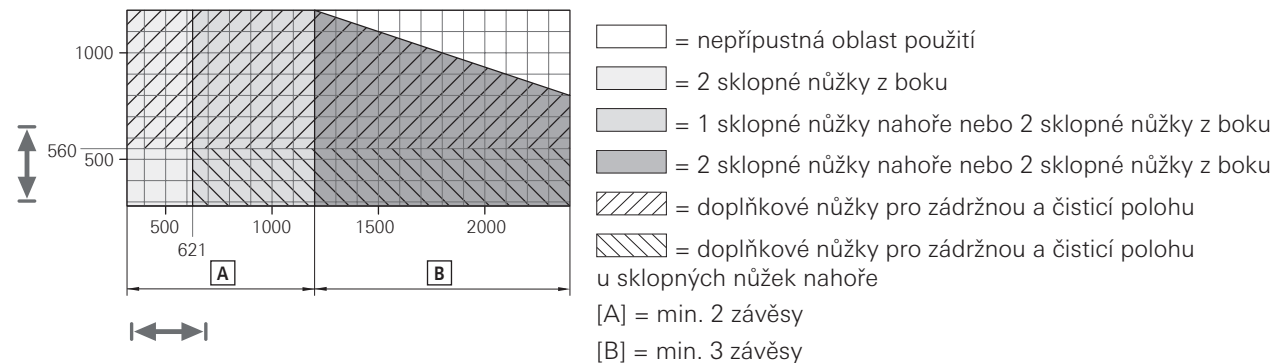 1000
560
500
500
1000
1500
2000
621
A
B
= nepřípustná oblast použití
= 2 sklopné nůžky z boku
= 1 sklopné nůžky nahoře nebo 2 sklopné nůžky z boku
= 2 sklopné nůžky nahoře nebo 2 sklopné nůžky z boku
= doplňkové nůžky pro zádržnou a čisticí polohu
= doplňkové nůžky pro zádržnou a čisticí polohu
u sklopných nůžek nahoře
[A] = min. 2 závěsy
[B] = min. 3 závěsy